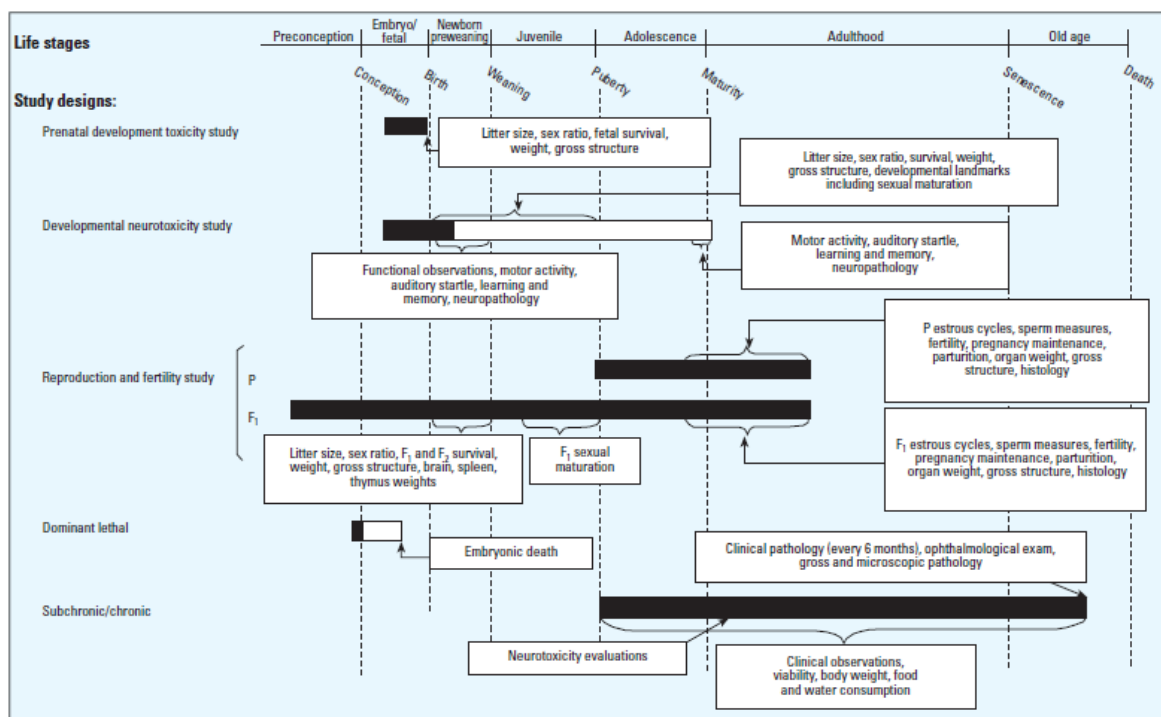 Life stages
Preconception
Embryo/
fetal
Newborn
preweaning
Juvenile
Adolescence
Adulthood
Old age
Conception
Birth
Weaning
Puberty
Maturity
Senescence
Death
Study designs:
Prenatal development toxicity study
Litter size, sex ratio, fetal survival,
weight, gross structure
Litter size, sex ratio, survival, weight,
gross structure, developmental landmarks
including sexual maturation
Developmental neurotoxicity study
Motor activity, auditory startle,
learning and memory,
neuropathology
Functional observations, motor activity,
auditory startle, learning and
memory, neuropathology
P estrous cycles, sperm measures,
fertility, pregnancy maintenance,
parturition, organ weight, gross
structure, histology
Reproduction and fertility study
P
F1
Litter size, sex ratio, F1 and F2 survival,
weight, gross structure, brain, spleen,
thymus weights
F1 sexual
maturation
F1 estrous cycles, sperm measures, fertility,
pregnancy maintenance, parturition,
organ weight, gross structure, histology
Dominant lethal
Embryonic death
Clinical pathology (every 6 months), ophthalmological exam,
gross and microscopic pathology
Subchronic/chronic
Neurotoxicity evaluations
Clinical observations,
viability, body weight, food
and water consumption